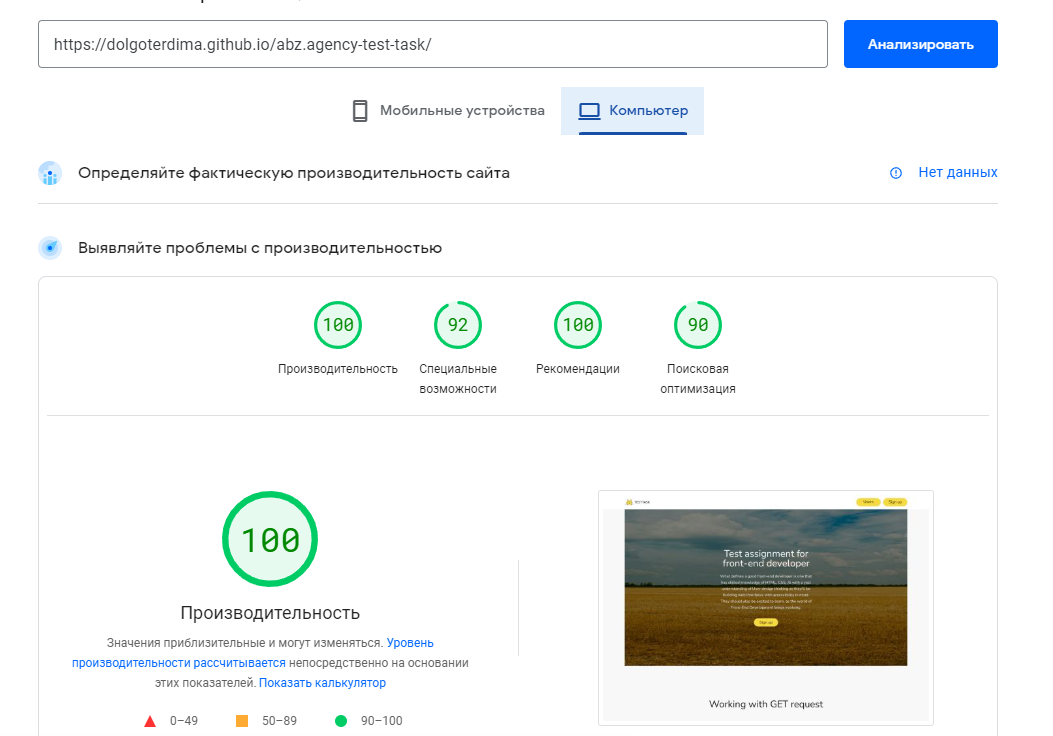 https://dolgoterdima.github.io/abz.agency-test-task/
Анализировать
Мобильные устройства
Компьютер
Определяйте фактическую производительность сайта
Нет данных
Выявляйте проблемы с производительностью
100
92
100
90
Производительность
Специальные
возможности
Рекомендации
Поисковая
оптимизация
100
Производительность
Значения приблизительные и могут изменяться. Уровень
производительности рассчитывается непосредственно на основании
этих показателей. Показать калькулятор
0–49
50–89
90–100
Sign up
Test assignment for
front-end developer
Sign up
Working with GET request